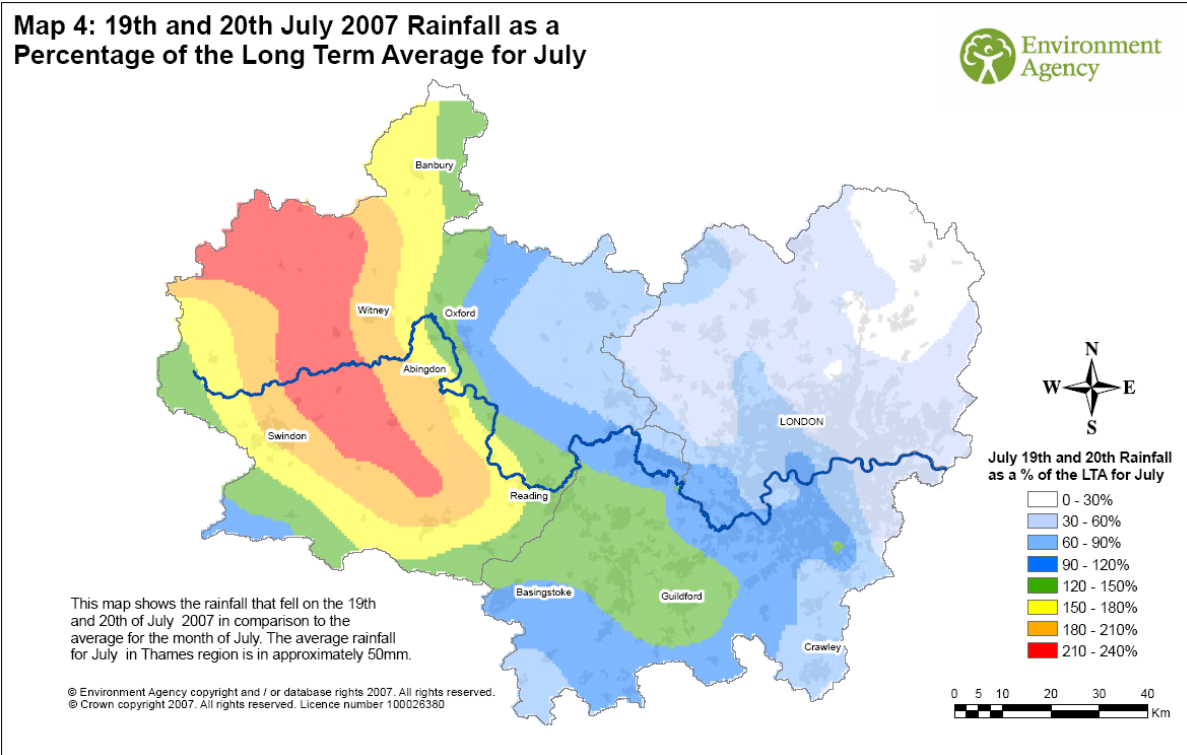 Map 4: 19th and 20th July 2007 Rainfall as a
Percentage of the Long Term Average for July
Environment
Agency
Banbury
Witney
Oxford
Abingdon
LONDON
Swindon
Reading
Basingstoke
Guildford
Crawley
N
W
E
S
July 19th and 20th Rainfall
as a % of the LTA for July
0 - 30%
30 - 60%
60 - 90%
90 - 120%
120 - 150%
150 - 180%
180 - 210%
210 - 240%
This map shows the rainfall that fell on the 19th
and 20th of July 2007 in comparison to the
average for the month of July. The average rainfall
for July in Thames region is in approximately 50mm.
© Environment Agency copyright and / or database rights 2007. All rights reserved.
© Crown copyright 2007. All rights reserved. Licence number 100026380
0 5 10 20 30 40
Km